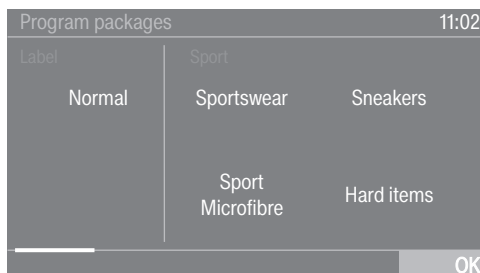 Program packages 11:02
Label Sport
Normal Sportswear Sneakers
Sport
Microfibre
Hard items
OK